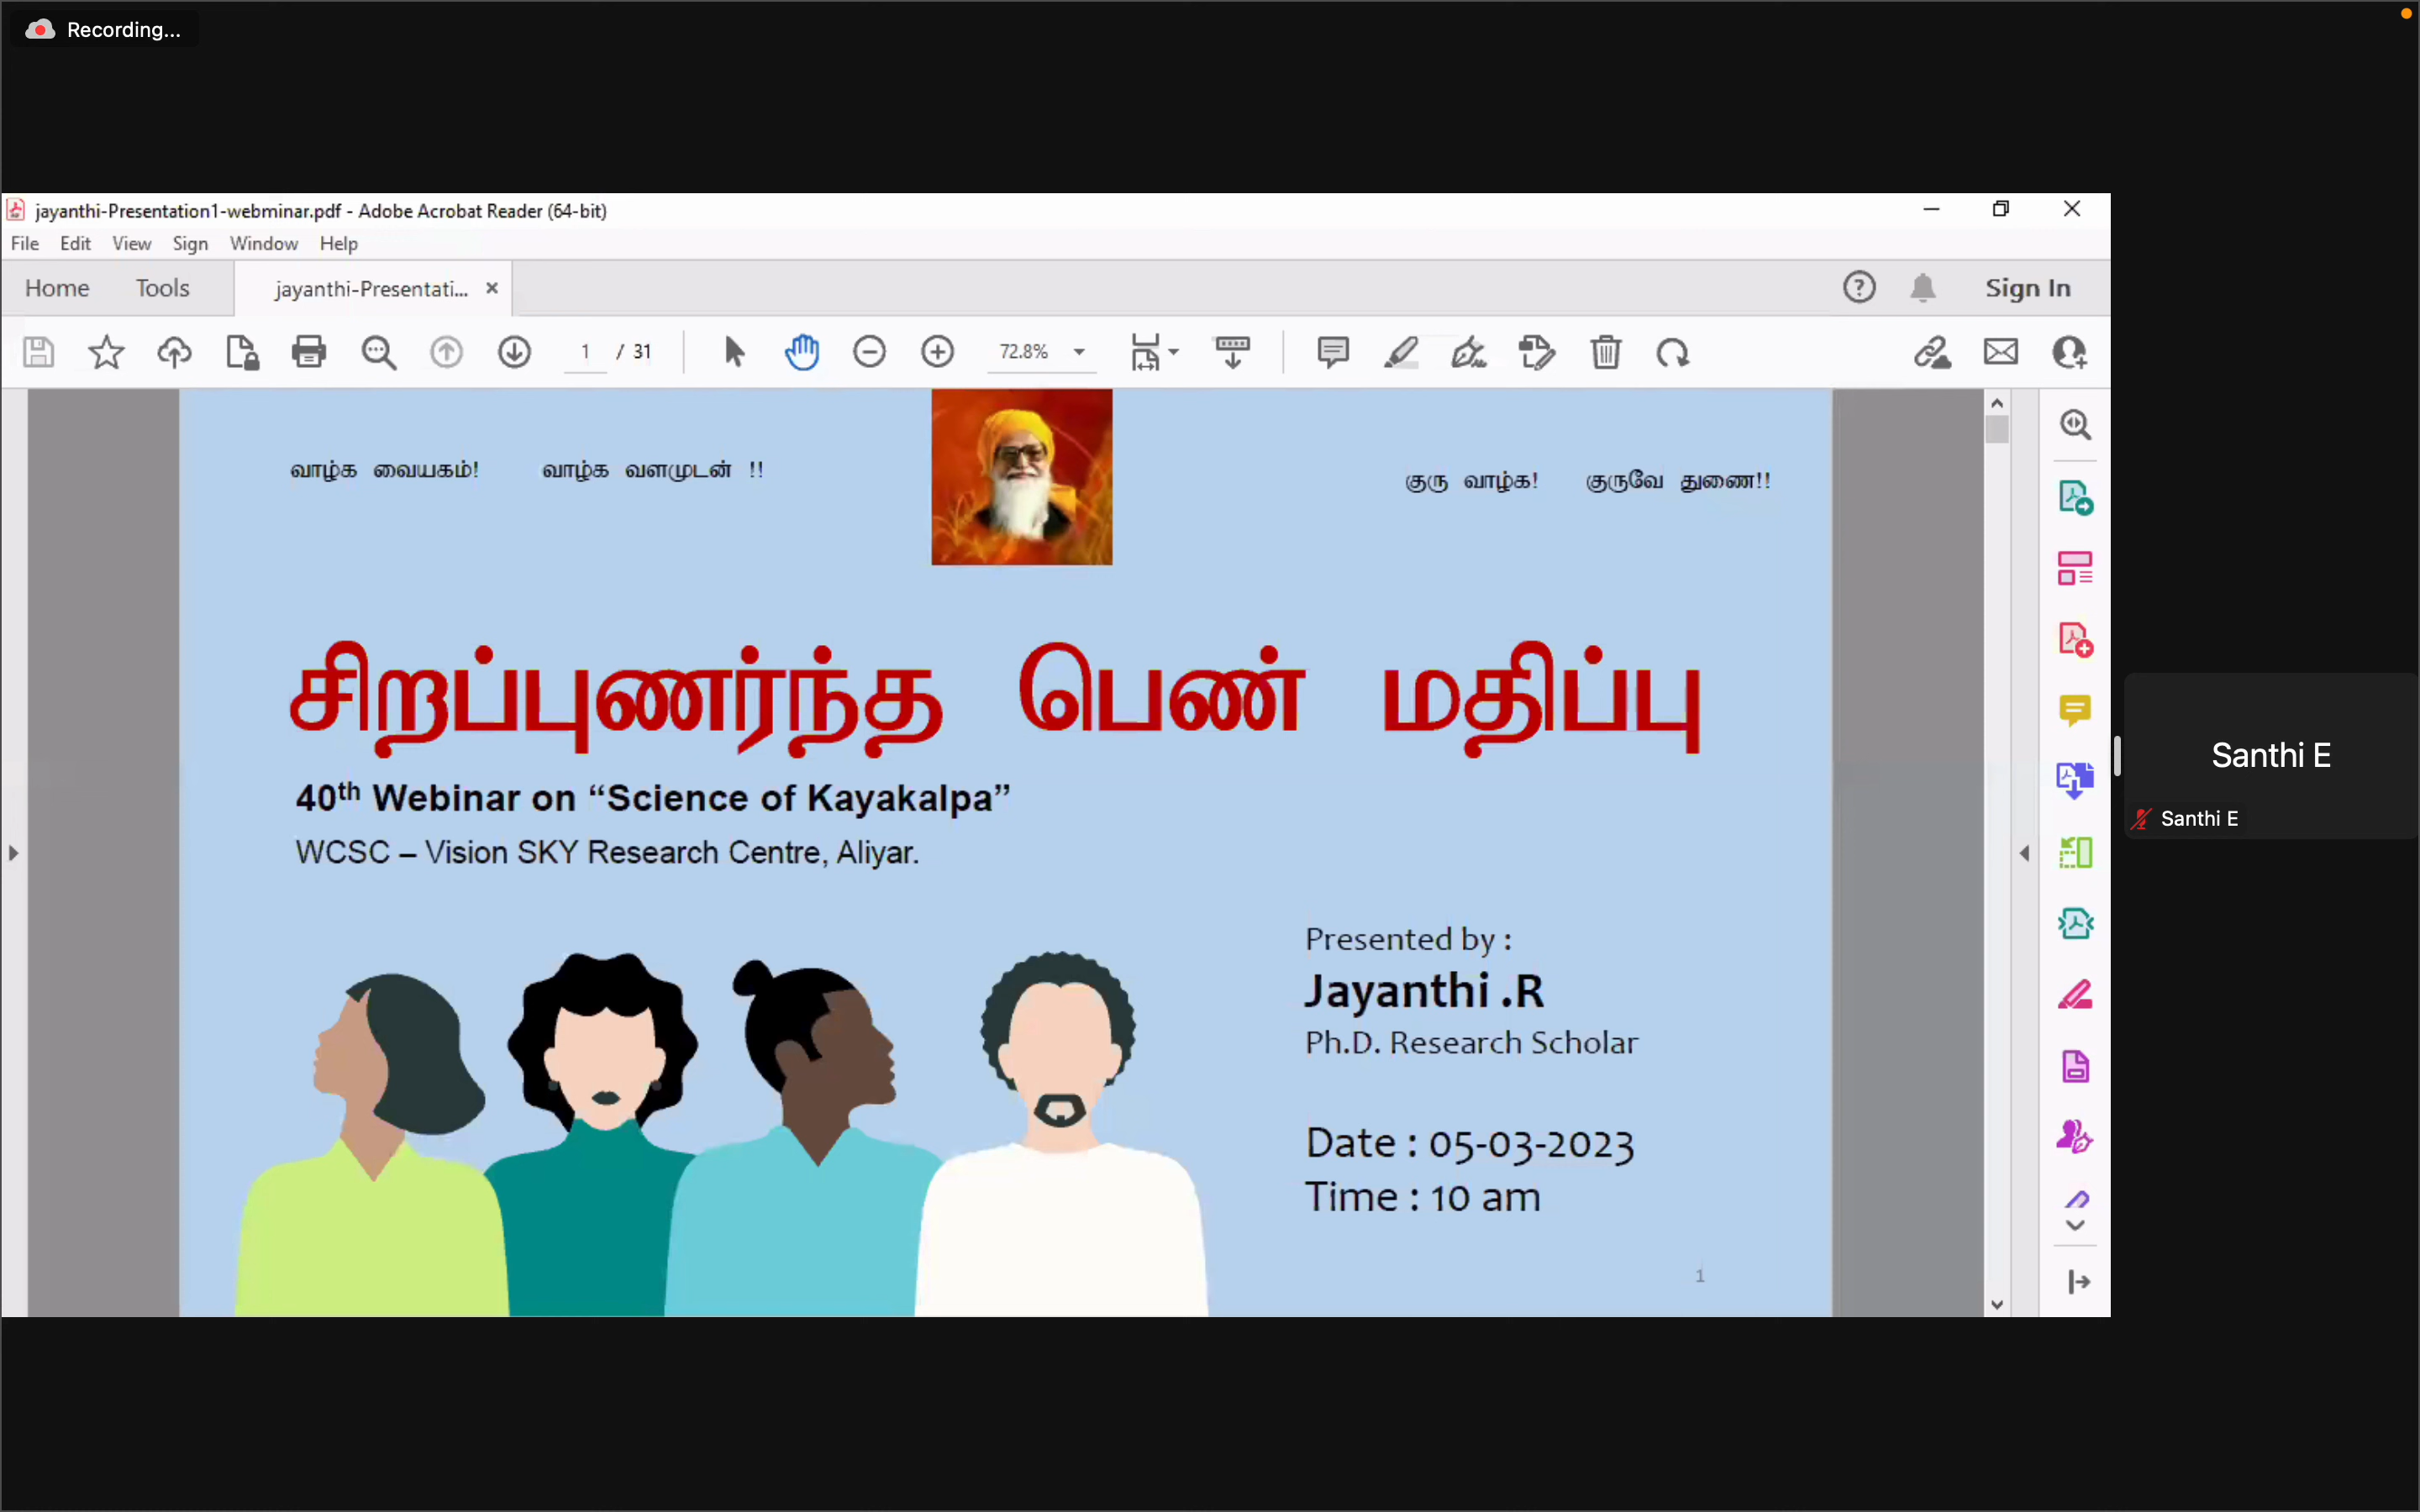 Recording...
jayanthi-Presentation1-webminar.pdf - Adobe Acrobat Reader (64-bit)
File Edit View Sign Window Help
Home Tools jayanthi-Presentati... Sign In
1 / 31 72.8%
வாழ்க வையகம்! வாழ்க வளமுடன் !!
குரு வாழ்க! குருவே துணை!!
சிறப்புணர்ந்த பெண் மதிப்பு
40th Webinar on “Science of Kayakalpa”
WCSC – Vision SKY Research Centre, Aliyar.
Presented by :
Jayanthi .R
Ph.D. Research Scholar
Date : 05-03-2023
Time : 10 am
1
Santhi E
Santhi E